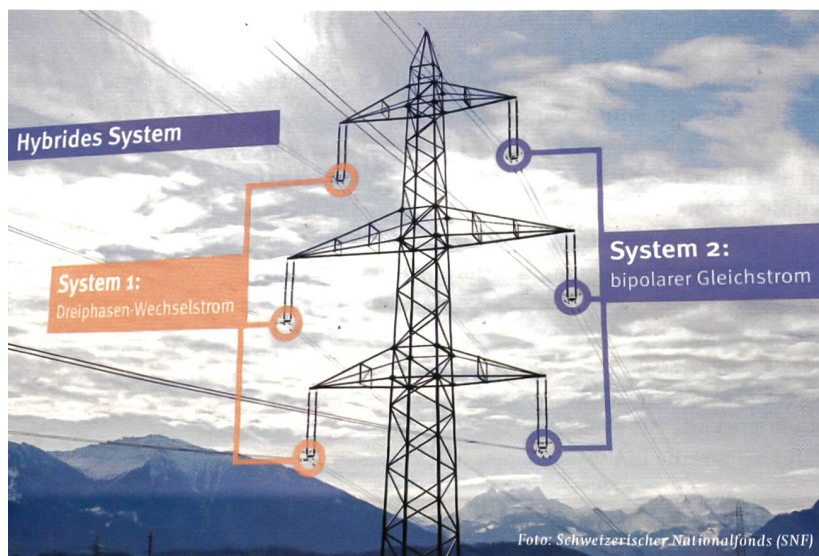 Hybrides System
System 1:
Dreiphasen-Wechselstrom
System 2:
bipolarer Gleichstrom
Foto: Schweizerischer Nationalfonds (SNF)